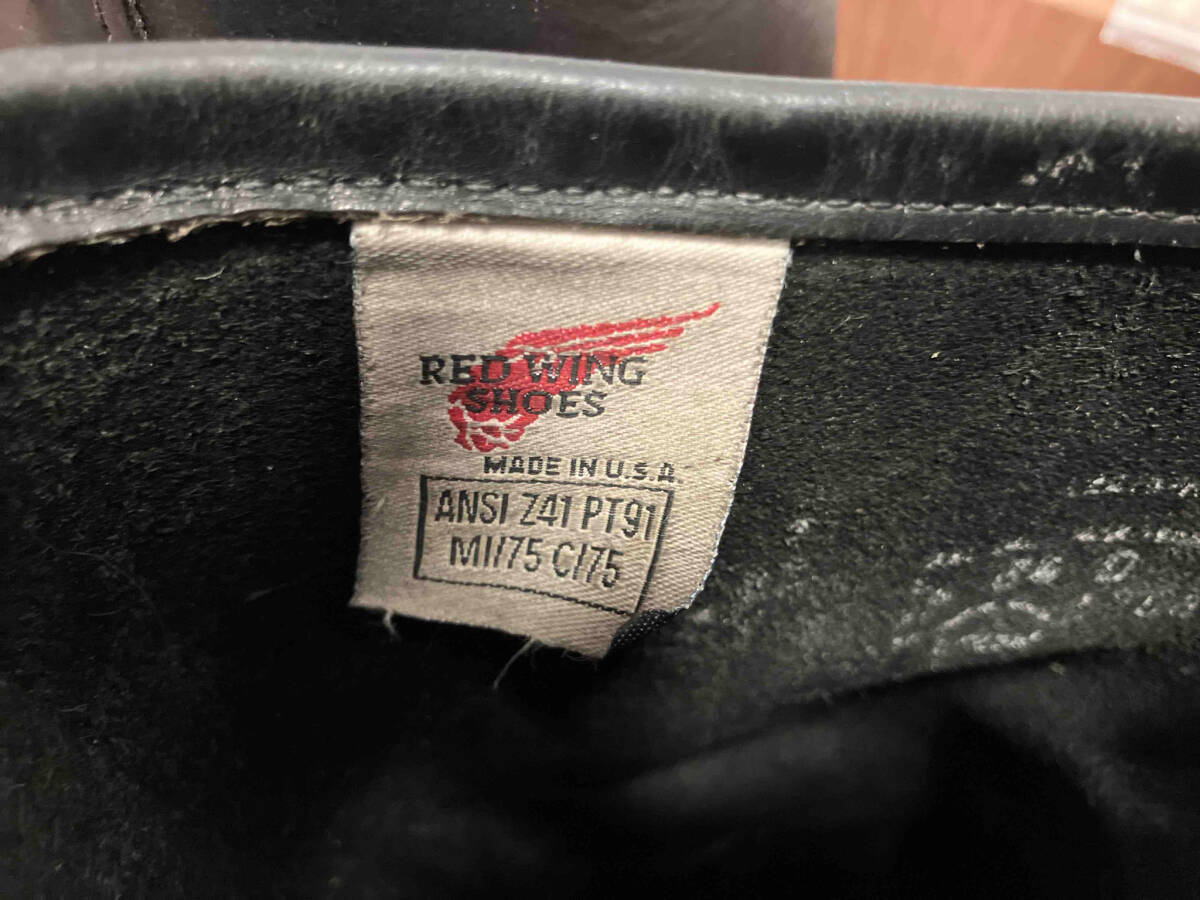 RED WING
SHOES
MADE IN U.S.A.
ANSI Z41 PT91
MI/75 C/75